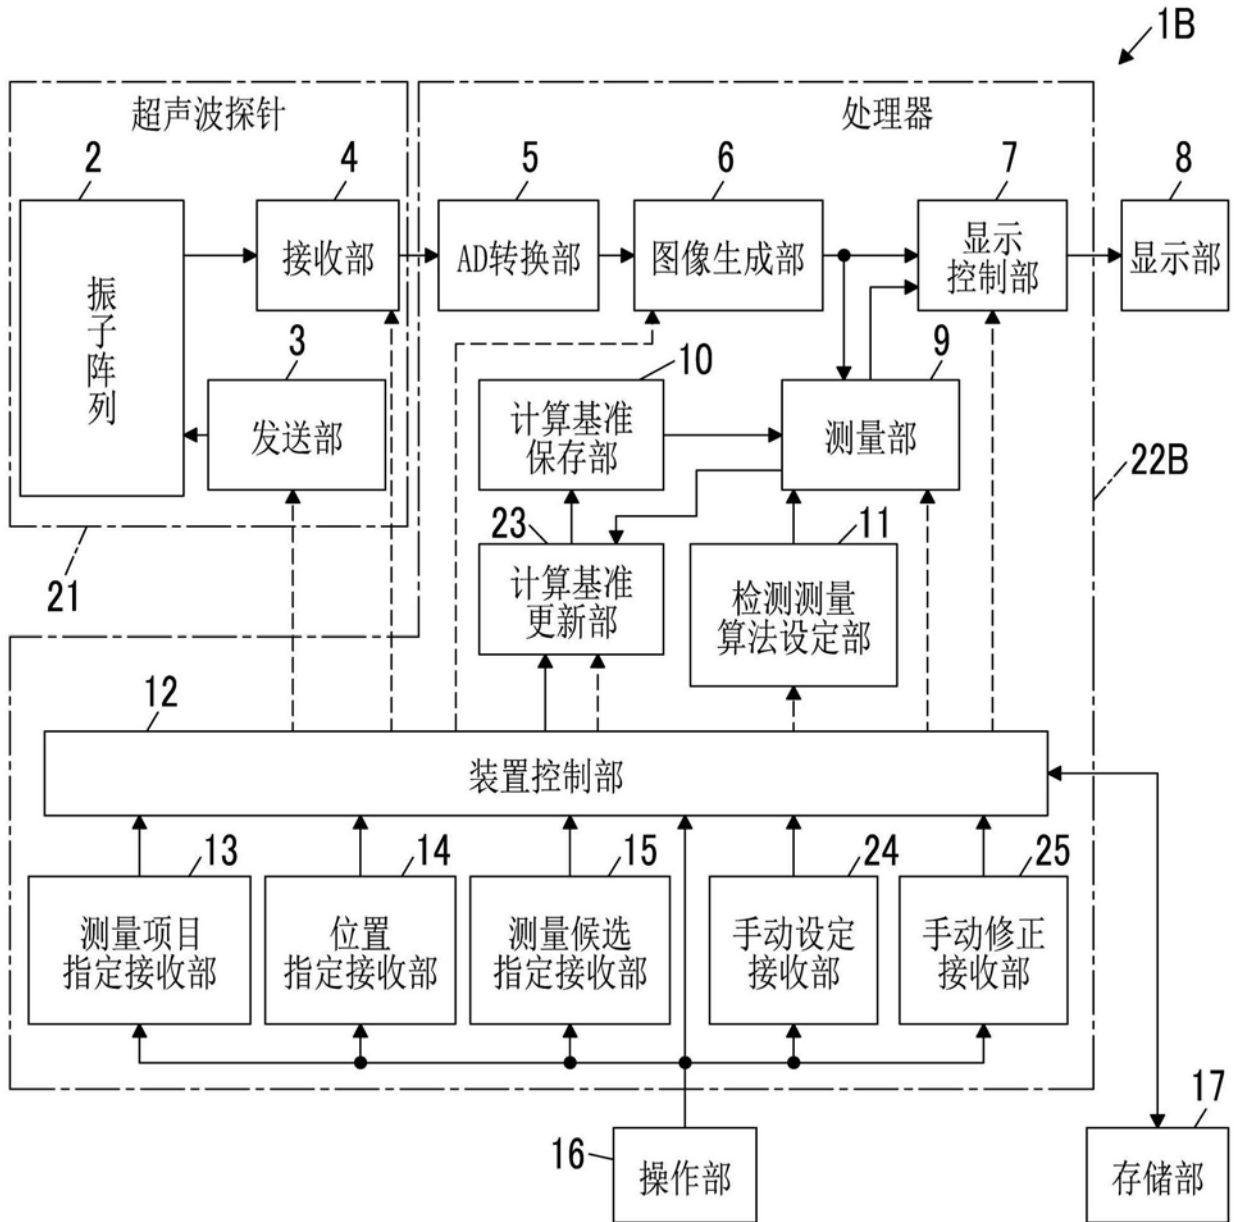 1B
超声波探针
处理器
2
4
5
6
7
8
振子阵列
接收部
AD转换部
图像生成部
显示
控制部
显示部
3
10
9
发送部
计算基准
保存部
测量部
22B
21
23
11
计算基准
更新部
检测测量
算法设定部
12
装置控制部
13
14
15
24
25
测量项目
指定接收部
位置
指定接收部
测量候选
指定接收部
手动设定
接收部
手动修正
接收部
16
操作部
17
存储部